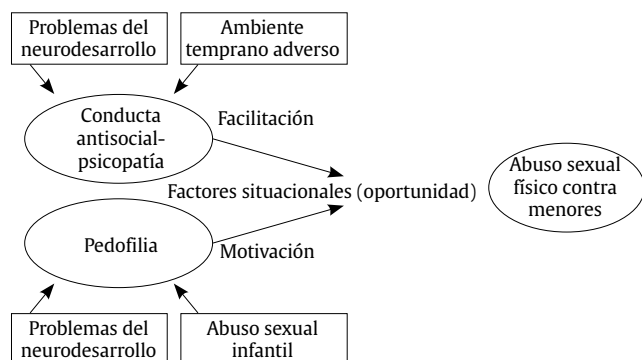 Problemas del
neurodesarrollo
Ambiente
temprano adverso
Conducta
antisocial-
psicopatía
Facilitación
Factores situacionales (oportunidad)
Abuso sexual
físico contra
menores
Pedofilia
Motivación
Problemas del
neurodesarrollo
Abuso sexual
infantil